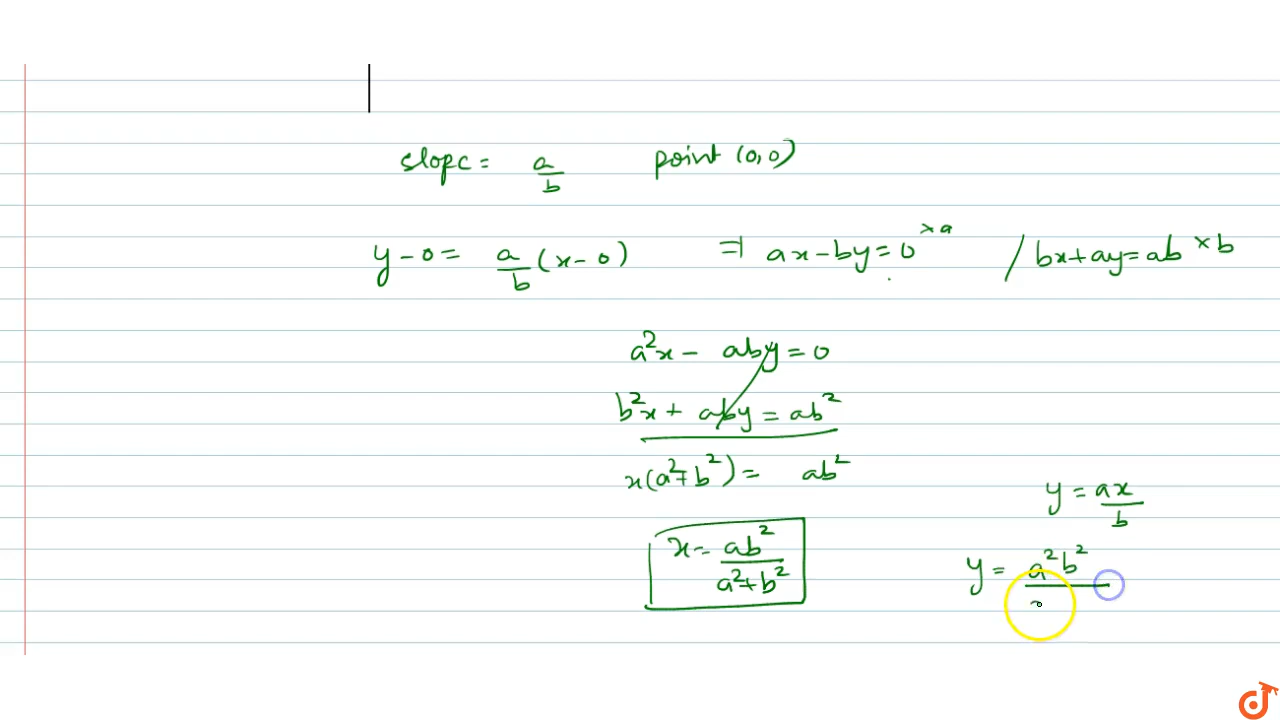 slope = a/b point (0,0)
y - 0 = a/b (x - 0) ⇒ ax - by = 0 ×a / bx + ay = ab ×b
a²x - aby = 0
b²x + aby = ab²
x(a² + b²) = ab²
y = ax/b
x = ab²/a² + b²
y = a²b²